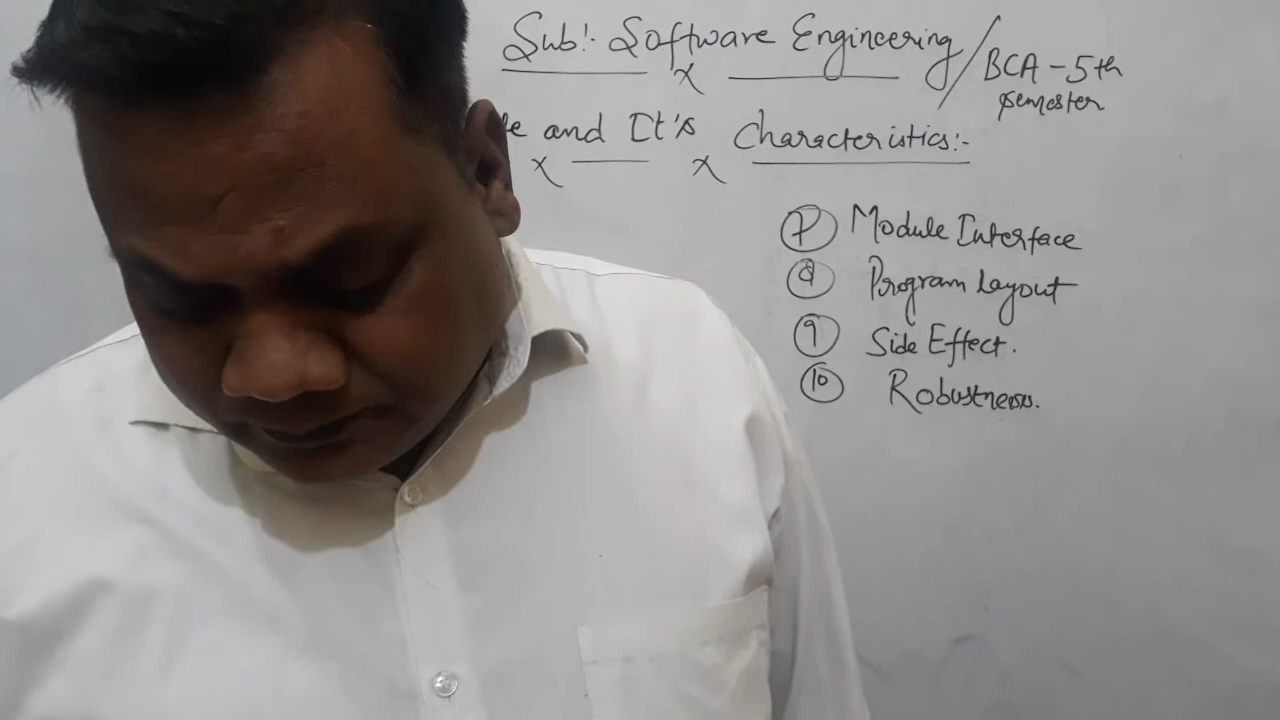 Sub:- Software Engineering / BCA - 5th
semester
and It's Characteristics:-
7 Module Interface
8 Program Layout
9 Side Effect.
10 Robustness.